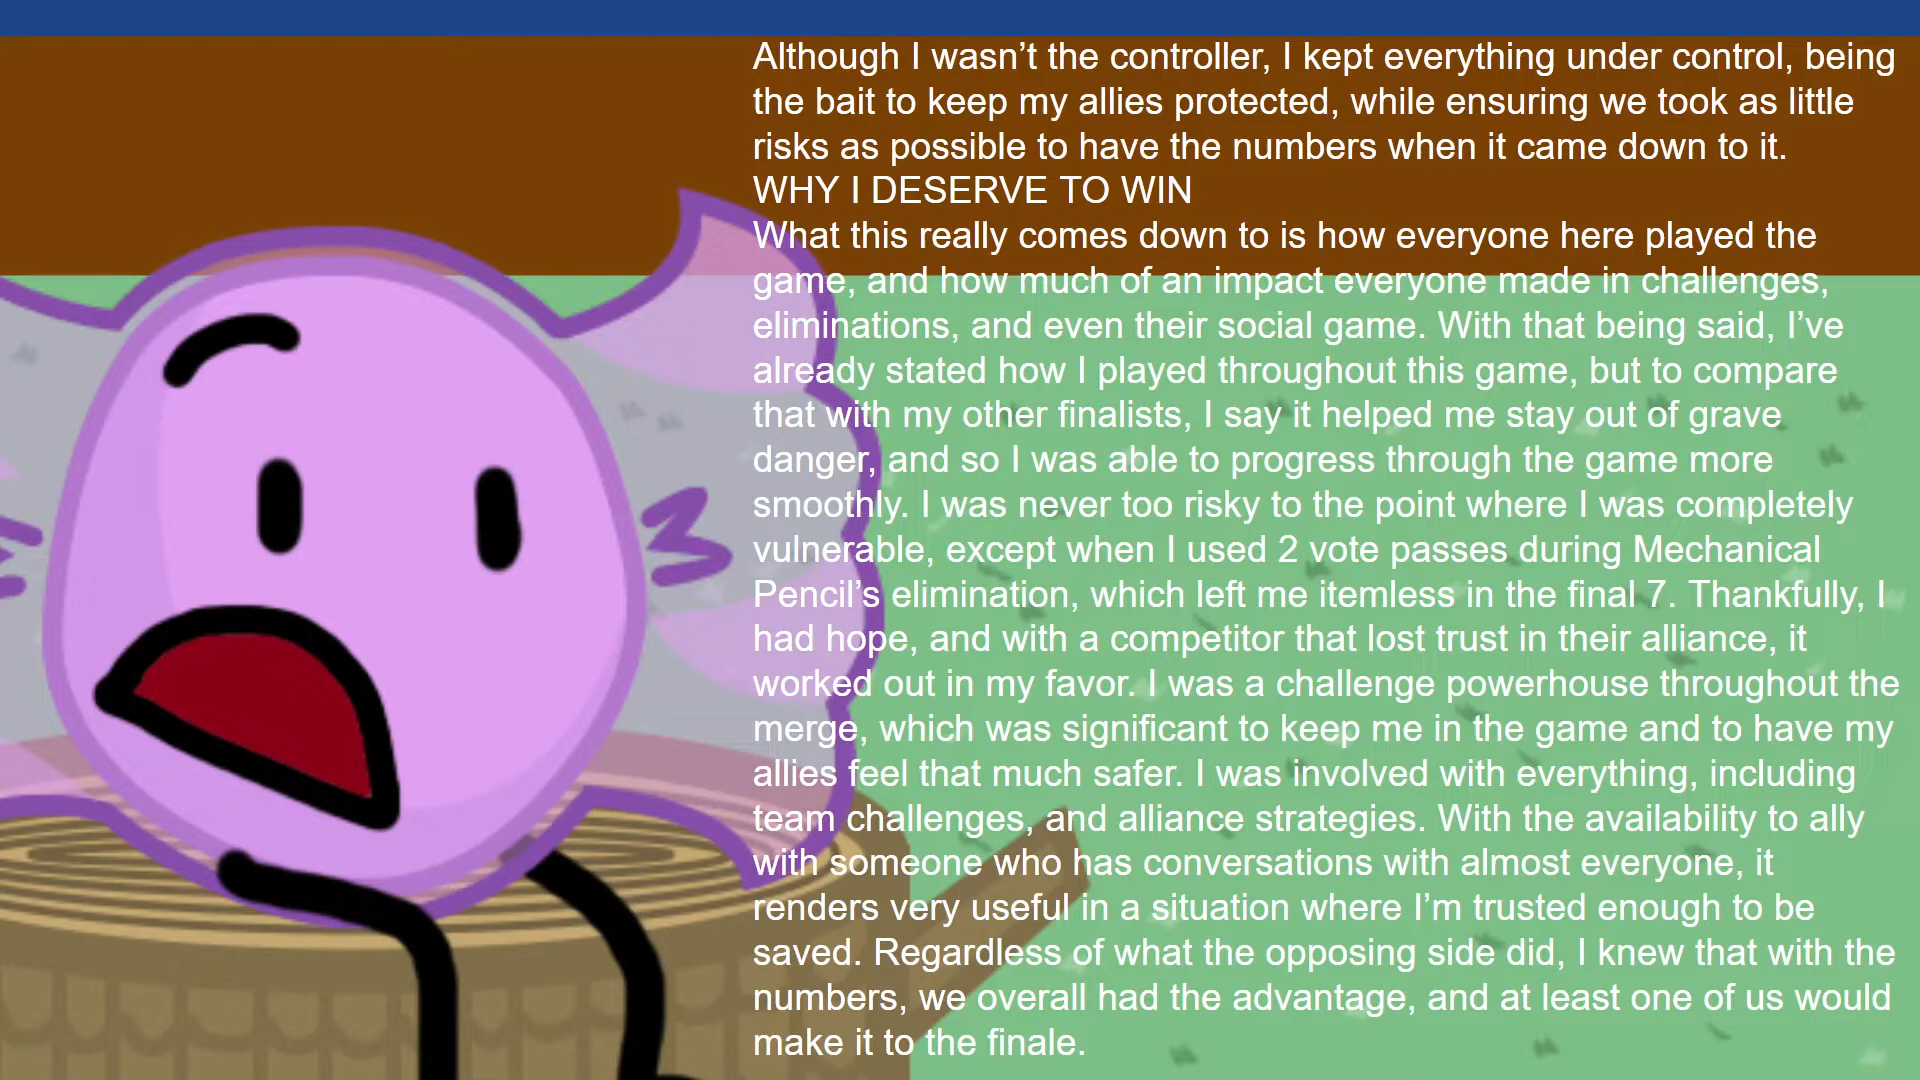 Although I wasn’t the controller, I kept everything under control, being
the bait to keep my allies protected, while ensuring we took as little
risks as possible to have the numbers when it came down to it.
WHY I DESERVE TO WIN
What this really comes down to is how everyone here played the
game, and how much of an impact everyone made in challenges,
eliminations, and even their social game. With that being said, I’ve
already stated how I played throughout this game, but to compare
that with my other finalists, I say it helped me stay out of grave
danger, and so I was able to progress through the game more
smoothly. I was never too risky to the point where I was completely
vulnerable, except when I used 2 vote passes during Mechanical
Pencil’s elimination, which left me itemless in the final 7. Thankfully, I
had hope, and with a competitor that lost trust in their alliance, it
worked out in my favor. I was a challenge powerhouse throughout the
merge, which was significant to keep me in the game and to have my
allies feel that much safer. I was involved with everything, including
team challenges, and alliance strategies. With the availability to ally
with someone who has conversations with almost everyone, it
renders very useful in a situation where I’m trusted enough to be
saved. Regardless of what the opposing side did, I knew that with the
numbers, we overall had the advantage, and at least one of us would
make it to the finale.